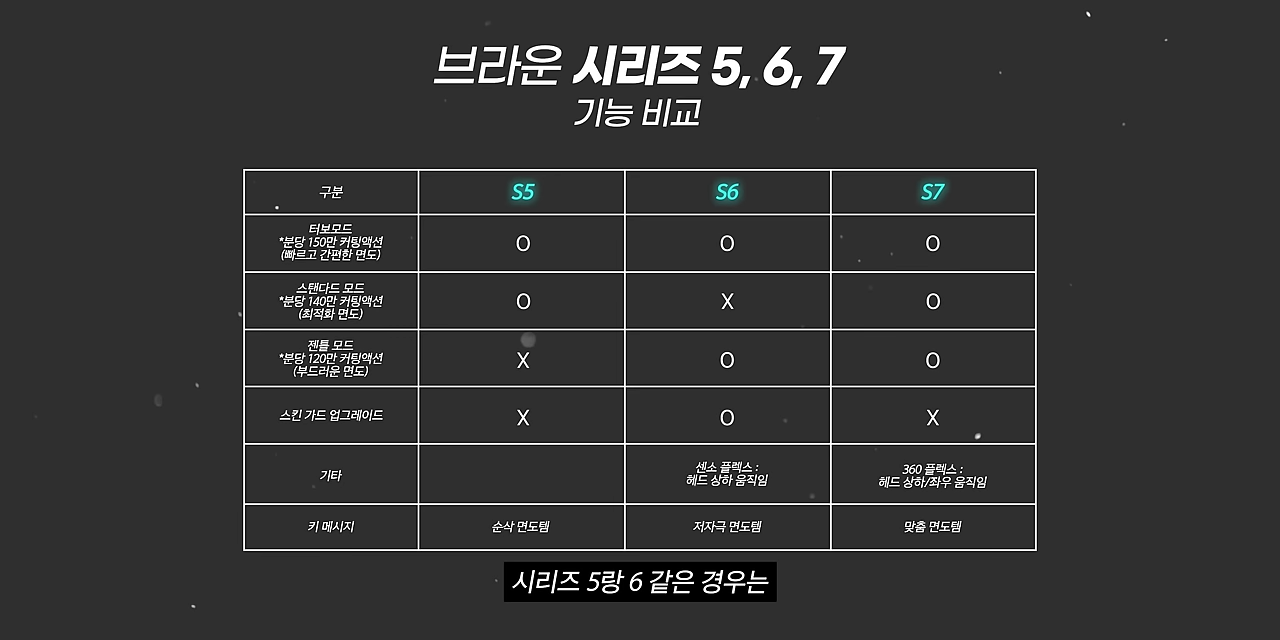 브라운 시리즈 5, 6, 7
기능 비교
구분
S5
S6
S7
터보모드
*분당 150만 커팅액션
(빠르고 간편한 면도)
O
O
O
스탠다드 모드
*분당 140만 커팅액션
(최적화 면도)
O
X
O
젠틀 모드
*분당 120만 커팅액션
(부드러운 면도)
X
O
O
스킨 가드 업그레이드
X
O
X
기타
센소 플렉스 :
헤드 상하 움직임
360 플렉스 :
헤드 상하/좌우 움직임
키 메시지
순삭 면도템
저자극 면도템
맞춤 면도템
시리즈 5랑 6 같은 경우는